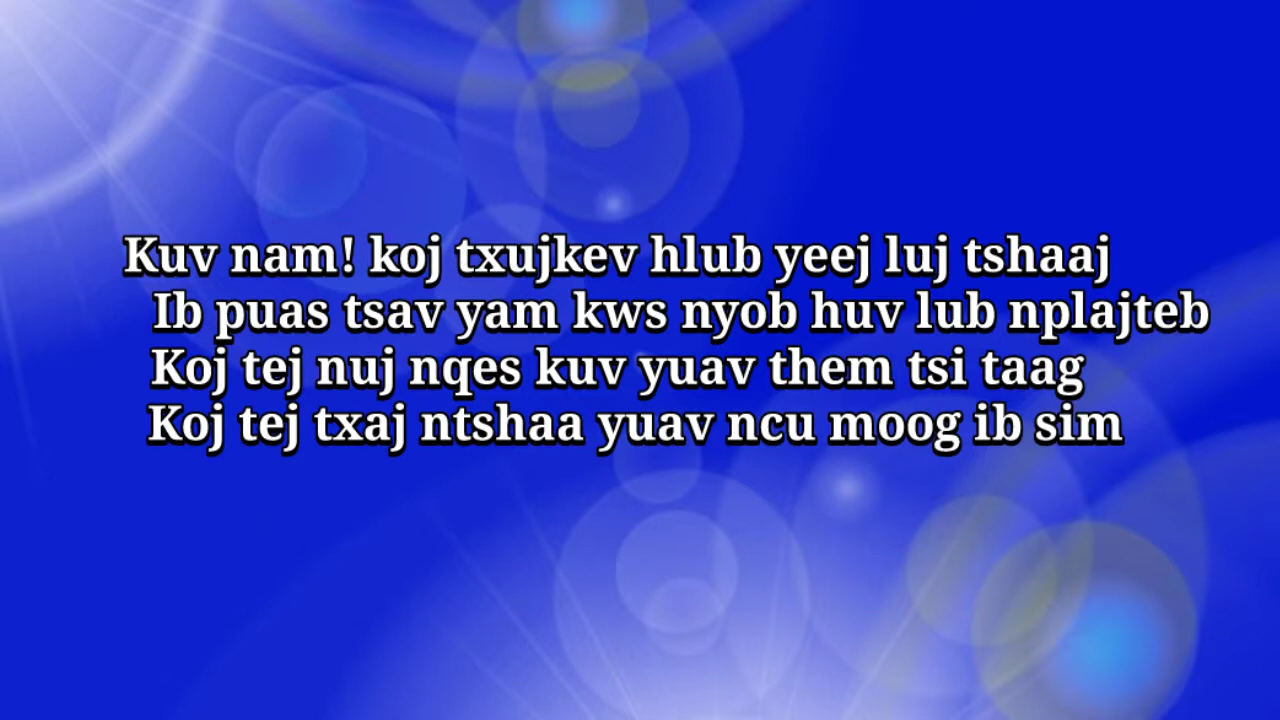 Kuv nam! koj txujkev hlub yeej luj tshaaj
Ib puas tsav yam kws nyob huv lub nplajteb
Koj tej nuj nqes kuv yuav them tsi taag
Koj tej txaj ntshaa yuav ncu moog ib sim